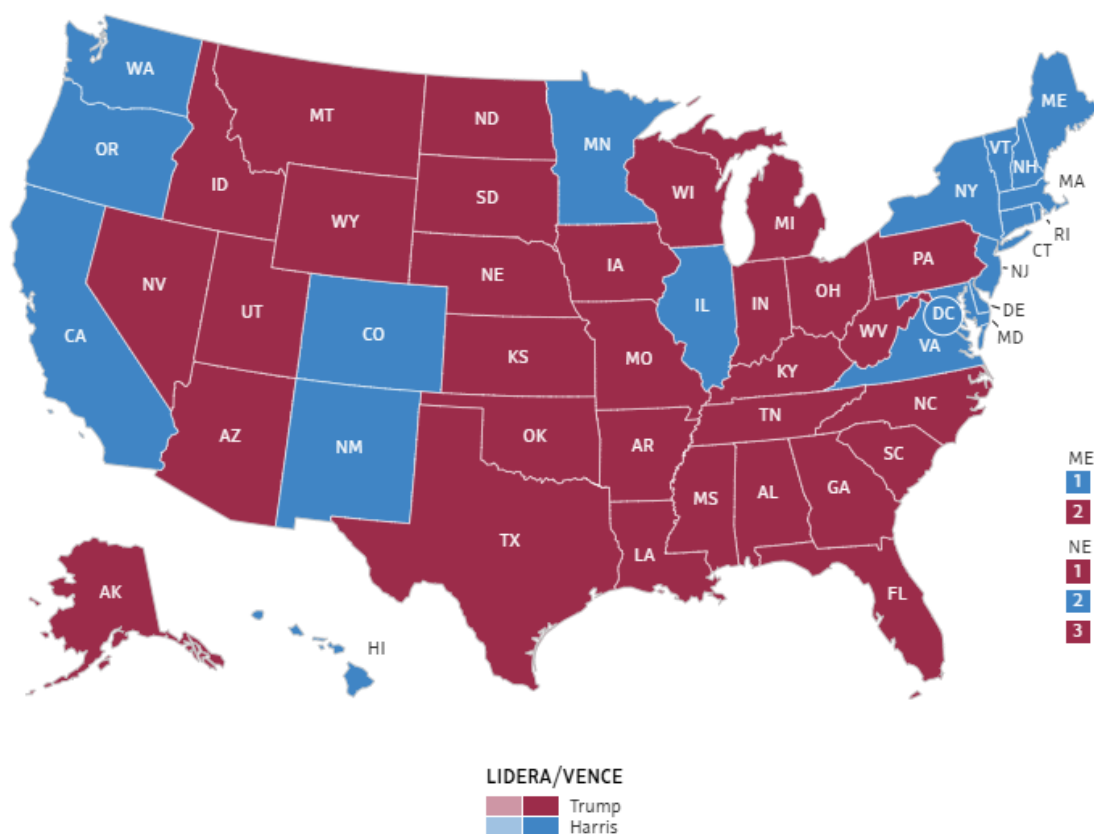 WA
MT
ND
MN
OR
ID
SD
WI
MI
ME
VT
NH
NY
MA
RI
CT
WY
NE
IA
PA
NJ
NV
UT
CO
KS
MO
IL
IN
OH
WV
DC
VA
DE
MD
CA
KY
AZ
NM
OK
AR
TN
NC
SC
TX
LA
MS
AL
GA
FL
AK
HI
ME
1
2
NE
1
2
3
LIDERA/VENCE
Trump
Harris